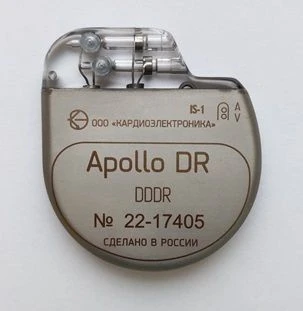 IS-1 A
V
ООО «КАРДИОЭЛЕКТРОНИКА»
Apollo DR
DDDR
№ 22-17405
СДЕЛАНО В РОССИИ